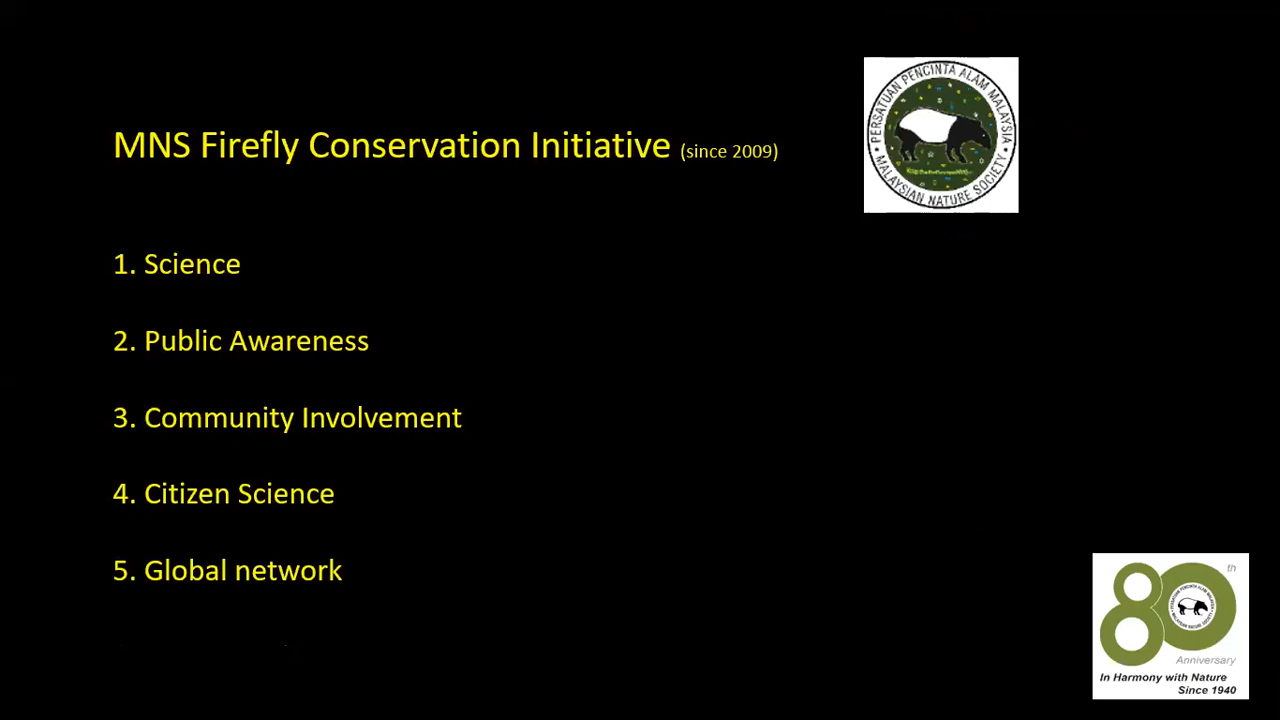 MNS Firefly Conservation Initiative (since 2009)
PERSATUAN PENCINTA ALAM MALAYSIA
MALAYSIAN NATURE SOCIETY
1. Science
2. Public Awareness
3. Community Involvement
4. Citizen Science
5. Global network
80th
Anniversary
In Harmony with Nature
Since 1940